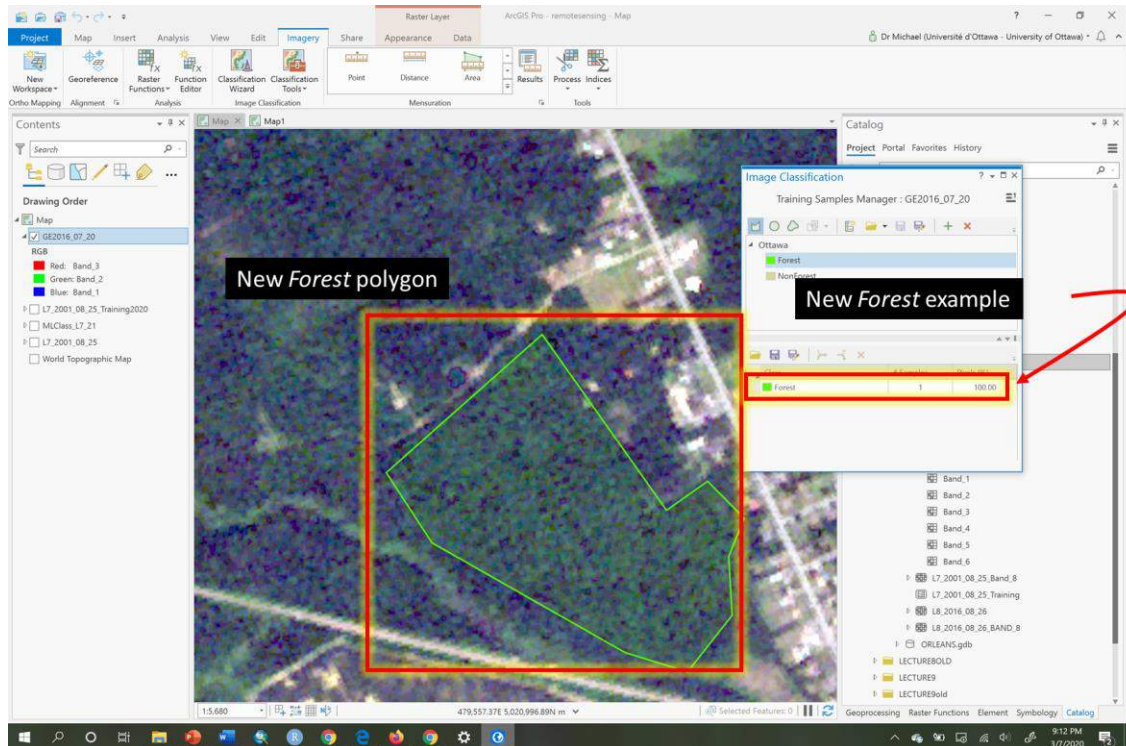 Raster Layer
ArcGIS Pro - remotesensing - Map
Project Map Insert Analysis View Edit Imagery Share Appearance Data
Dr Michael (Université d'Ottawa - University of Ottawa)
New Workspace
Georeference
Raster Functions
Function Editor
Classification Wizard
Classification Tools
Point
Distance
Area
Results
Process
Indices
Ortho Mapping
Alignment
Analysis
Image Classification
Mensuration
Tools
Contents
Search
Drawing Order
Map
GE2016_07_20
RGB
Red: Band_3
Green: Band_2
Blue: Band_1
L7_2001_08_25_Training2020
MLClass_L7_21
L7_2001_08_25
World Topographic Map
Map
Map1
New Forest polygon
1:5,680
479,557.37E 5,020,996.89N m
Selected Features: 0
Catalog
Project Portal Favorites History
Image Classification
Training Samples Manager : GE2016_07_20
Ottawa
Forest
NonForest
New Forest example
Forest 1 100.00
Band_1
Band_2
Band_3
Band_4
Band_5
Band_6
L7_2001_08_25_Band_8
L7_2001_08_25_Training
L8_2016_08_26
L8_2016_08_26_BAND_8
ORLEANS.gdb
LECTURE8OLD
LECTURE9
LECTURE9old
Geoprocessing Raster Functions Element Symbology Catalog
9:12 PM
3/7/2020